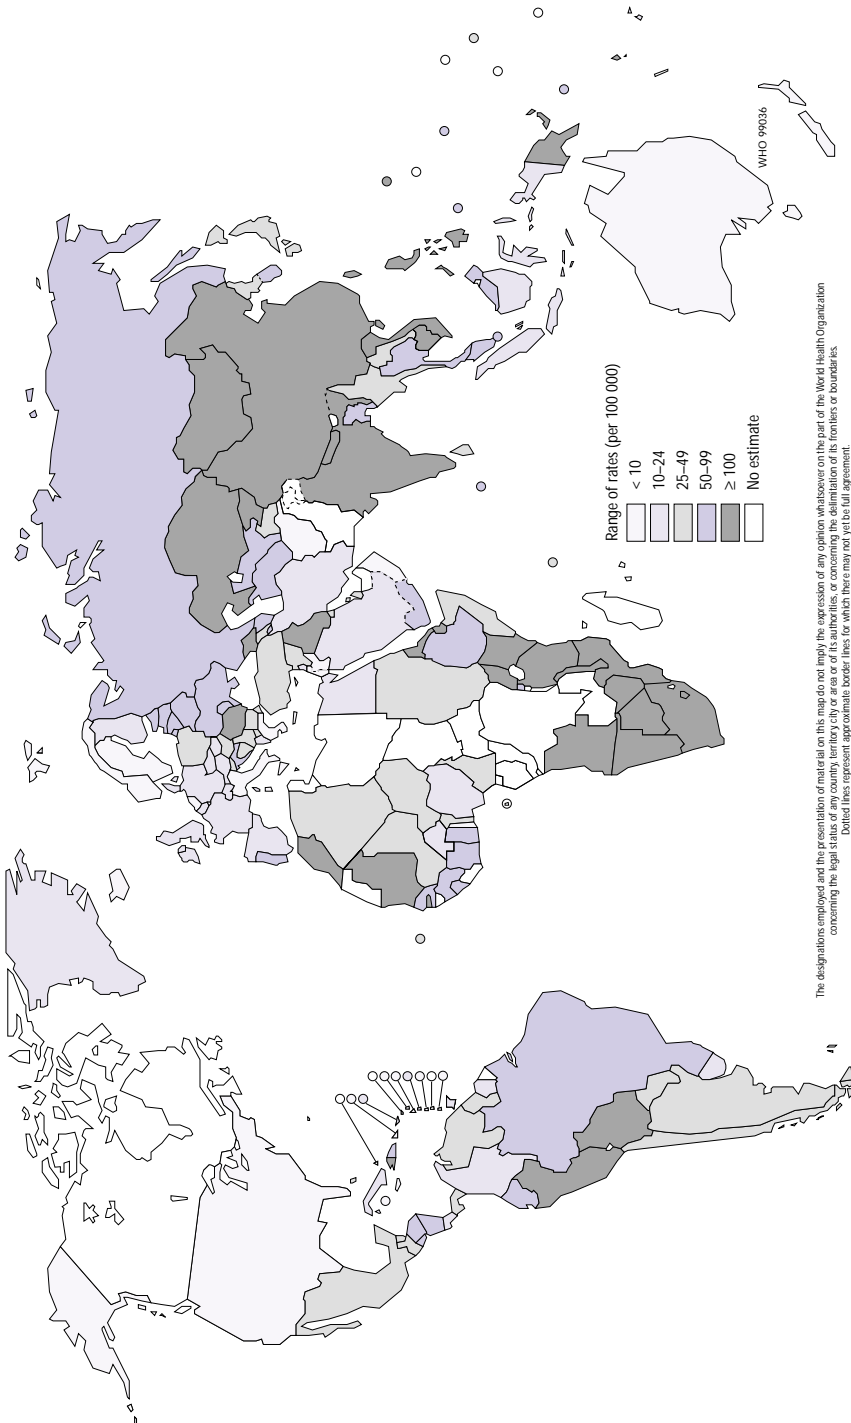 WHO 99036
Range of rates (per 100 000)
< 10
10–24
25–49
50–99
≥ 100
No estimate
The designations employed and the presentation of material on this map do not imply the expression of any opinion whatsoever on the part of the World Health Organization
concerning the legal status of any country, territory city or area or of its authorities, or concerning the delimitation of its frontiers or boundaries.
Dotted lines represent approximate border lines for which there may not yet be full agreement.